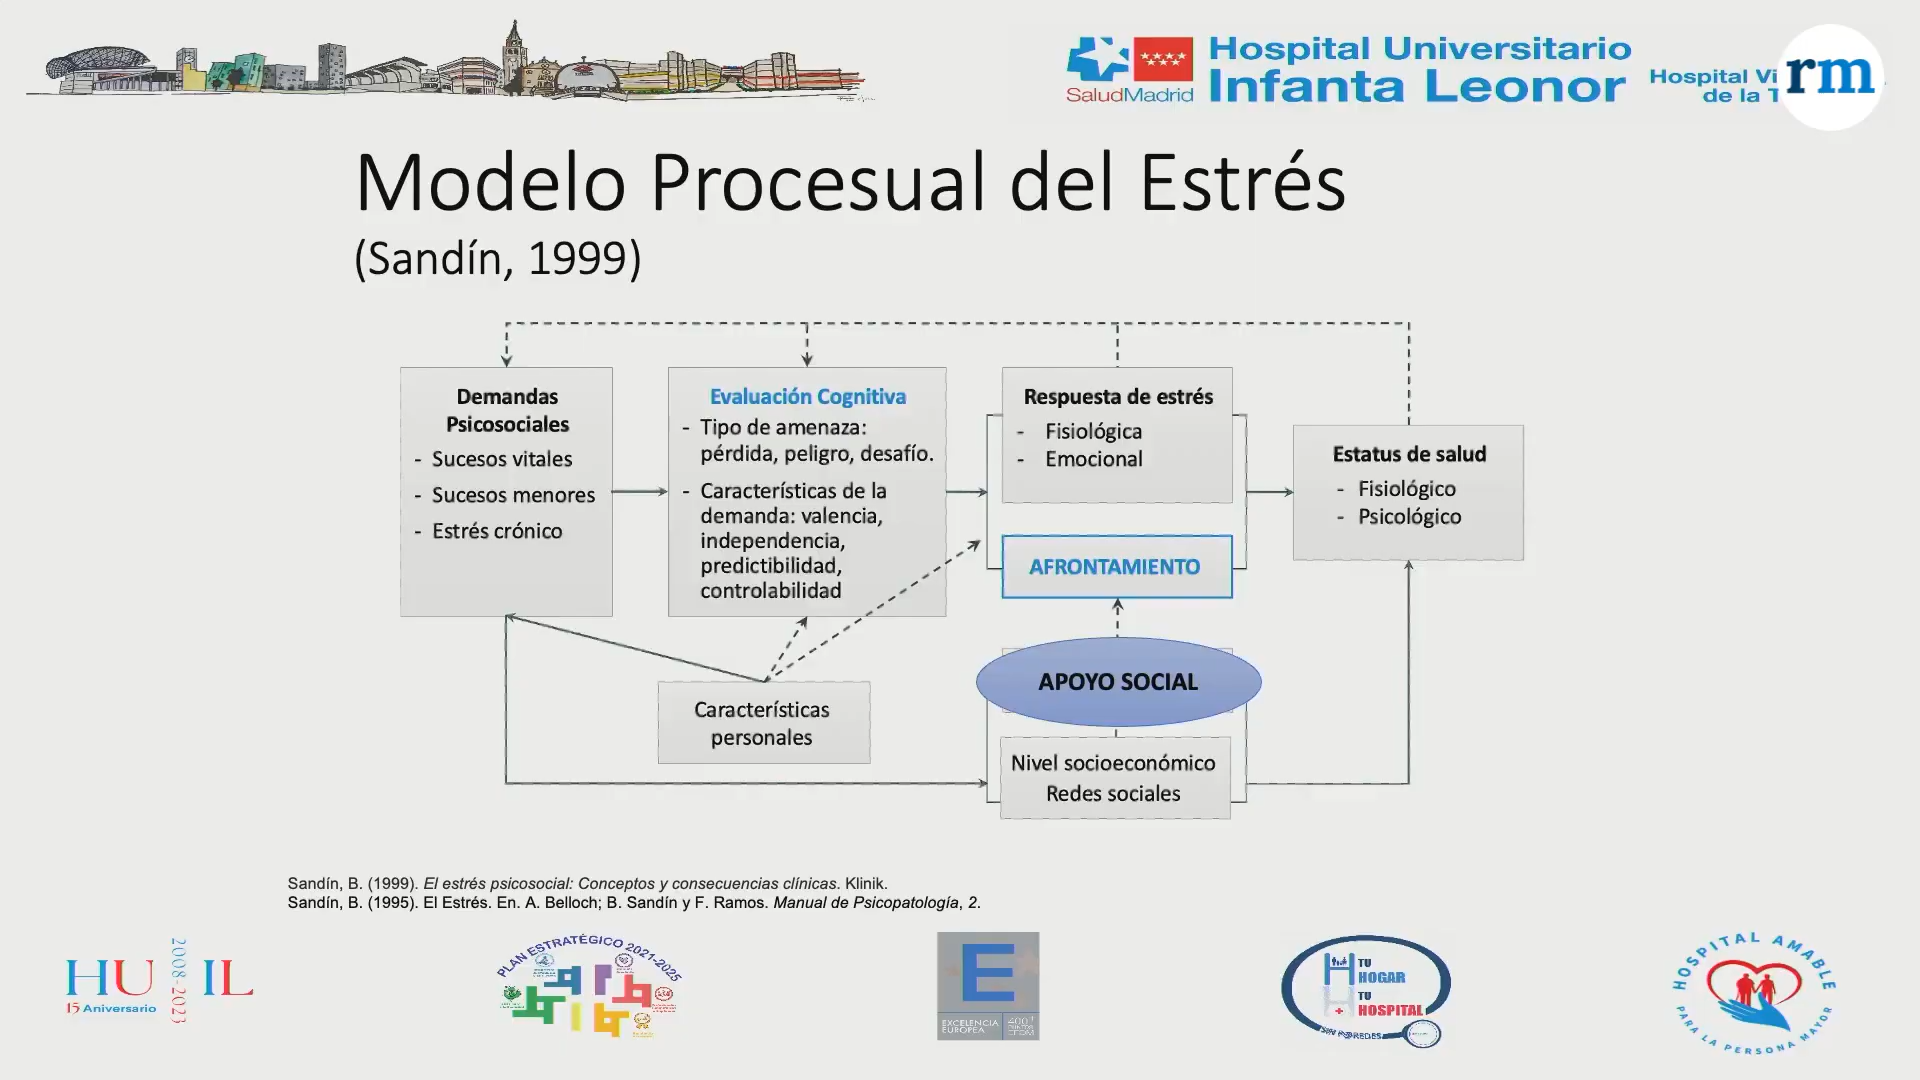 SaludMadrid
Hospital Universitario
Infanta Leonor
Hospital Vi
de la T
rm
Modelo Procesual del Estrés
(Sandín, 1999)
Demandas
Psicosociales
- Sucesos vitales
- Sucesos menores
- Estrés crónico
Evaluación Cognitiva
- Tipo de amenaza:
pérdida, peligro, desafío.
- Características de la
demanda: valencia,
independencia,
predictibilidad,
controlabilidad
Respuesta de estrés
- Fisiológica
- Emocional
AFRONTAMIENTO
Estatus de salud
- Fisiológico
- Psicológico
Características
personales
APOYO SOCIAL
Nivel socioeconómico
Redes sociales
Sandín, B. (1999). El estrés psicosocial: Conceptos y consecuencias clínicas. Klinik.
Sandín, B. (1995). El Estrés. En. A. Belloch; B. Sandín y F. Ramos. Manual de Psicopatología, 2.
HU IL
2008-2023
15 Aniversario
PLAN ESTRATÉGICO 2021-2025
E
EXCELENCIA
EUROPEA
400+
TU
HOGAR
TU
HOSPITAL
HOSPITAL AMABLE
PARA LA PERSONA MAYOR